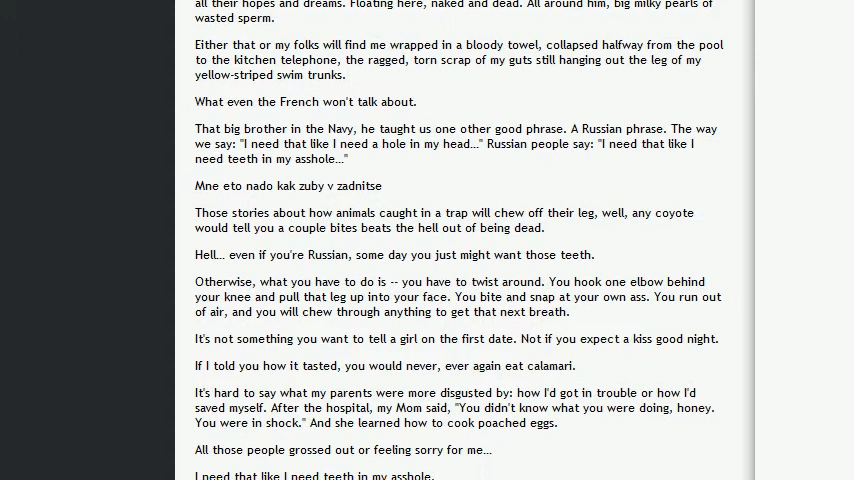 all their hopes and dreams. Floating here, naked and dead. All around him, big milky pearls of
wasted sperm.
Either that or my folks will find me wrapped in a bloody towel, collapsed halfway from the pool
to the kitchen telephone, the ragged, torn scrap of my guts still hanging out the leg of my
yellow-striped swim trunks.
What even the French won't talk about.
That big brother in the Navy, he taught us one other good phrase. A Russian phrase. The way
we say: "I need that like I need a hole in my head..." Russian people say: "I need that like I
need teeth in my asshole..."
Mne eto nado kak zuby v zadnitse
Those stories about how animals caught in a trap will chew off their leg, well, any coyote
would tell you a couple bites beats the hell out of being dead.
Hell... even if you're Russian, some day you just might want those teeth.
Otherwise, what you have to do is -- you have to twist around. You hook one elbow behind
your knee and pull that leg up into your face. You bite and snap at your own ass. You run out
of air, and you will chew through anything to get that next breath.
It's not something you want to tell a girl on the first date. Not if you expect a kiss good night.
If I told you how it tasted, you would never, ever again eat calamari.
It's hard to say what my parents were more disgusted by: how I'd got in trouble or how I'd
saved myself. After the hospital, my Mom said, "You didn't know what you were doing, honey.
You were in shock." And she learned how to cook poached eggs.
All those people grossed out or feeling sorry for me...
I need that like I need teeth in my asshole.